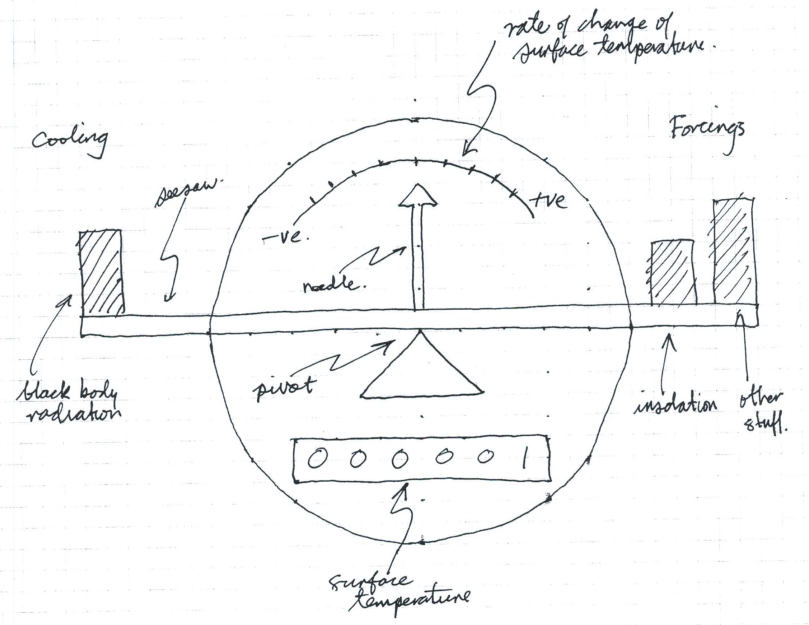 rate of change of
surface temperature.
Cooling
Forcings
seesaw.
+ve
-ve.
needle.
pivot
black body
radiation
insolation
other
stuff.
0 0 0 0 0 1
surface
temperature